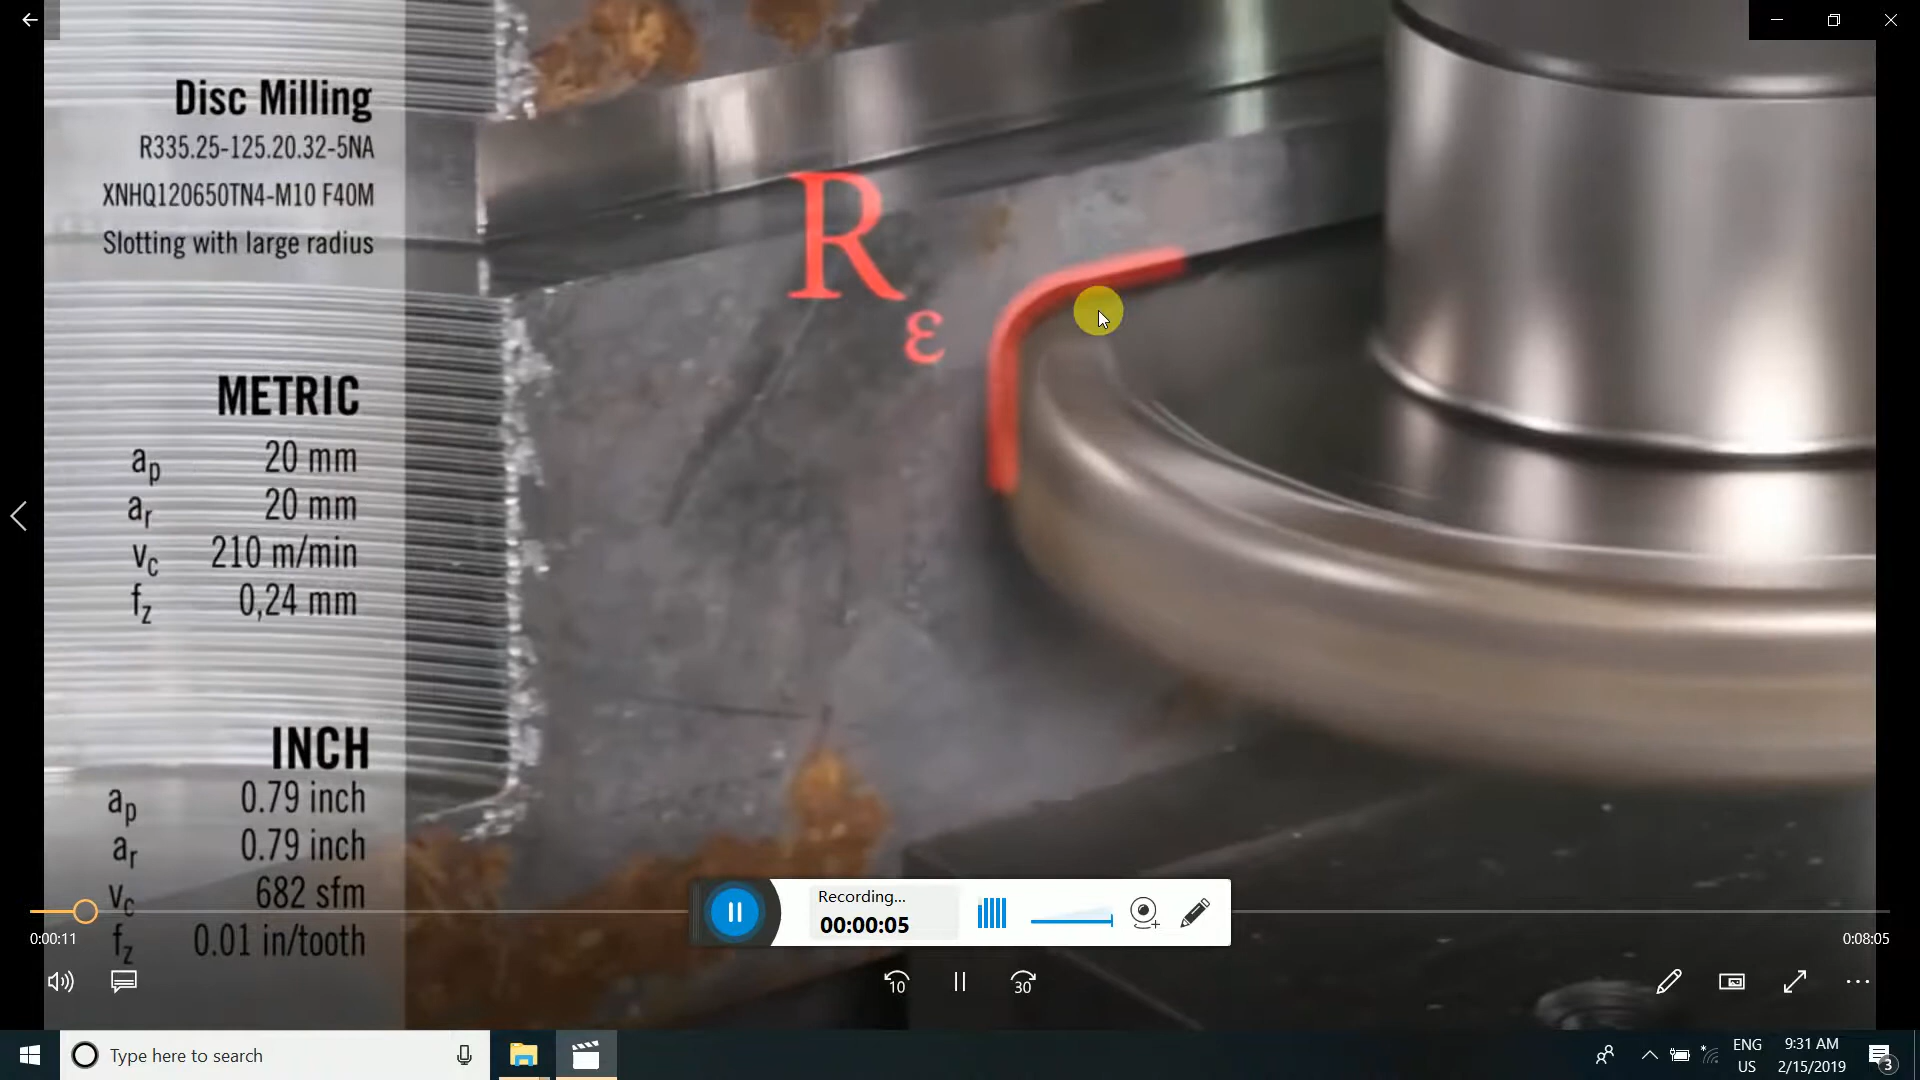 Disc Milling
R335.25-125.20.32-5NA
XNHQ120650TN4-M10 F40M
Slotting with large radius
R
ε
METRIC
ap 20 mm
ar 20 mm
vc 210 m/min
fz 0,24 mm
INCH
ap 0.79 inch
ar 0.79 inch
vc 682 sfm
fz 0.01 in/tooth
Recording...
00:00:05
0:00:11
0:08:05
10
30
Type here to search
ENG
US
9:31 AM
2/15/2019
3